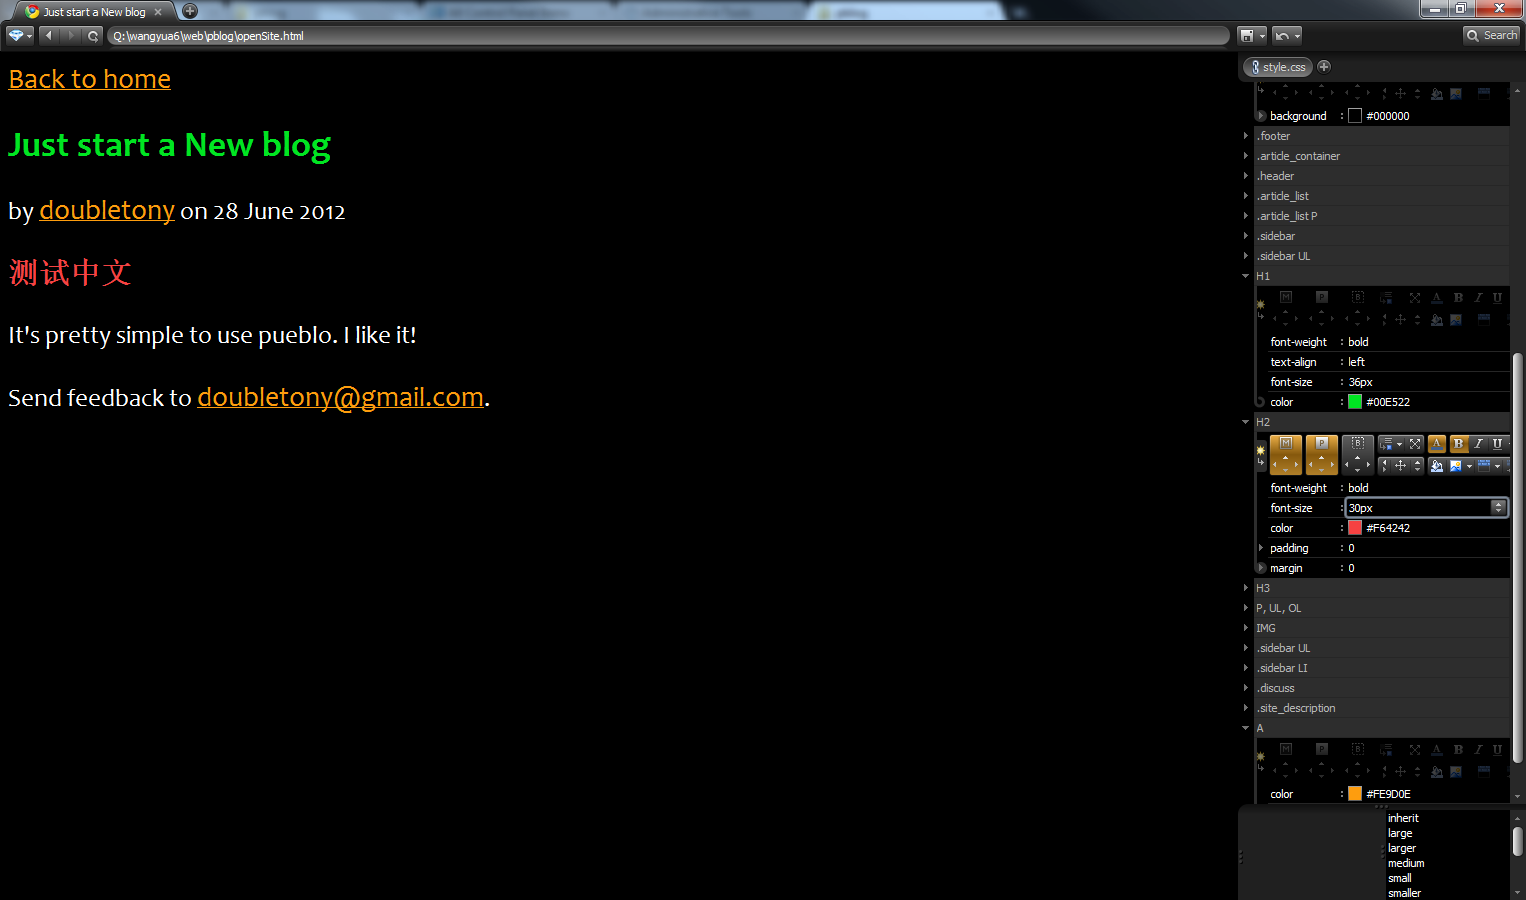 Just start a New blog
Q:\wangyua6\web\pblog\openSite.html
Search
Back to home
Just start a New blog
by doubletony on 28 June 2012
测试中文
It's pretty simple to use pueblo. I like it!
Send feedback to doubletony@gmail.com.
style.css
background : #000000
.footer
.article_container
.header
.article_list
.article_list P
.sidebar
.sidebar UL
H1
M P B A B I U
font-weight : bold
text-align : left
font-size : 36px
color : #00E522
H2
M P B A B I U
font-weight : bold
font-size : 30px
color : #F64242
padding : 0
margin : 0
H3
P, UL, OL
IMG
.sidebar UL
.sidebar LI
.discuss
.site_description
A
M P B A B I U
color : #FE9D0E
inherit
large
larger
medium
small
smaller